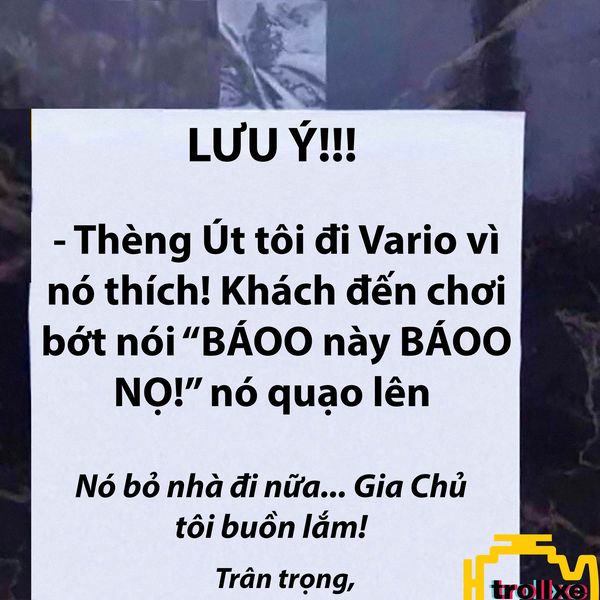 LƯU Ý!!!
- Thèng Út tôi đi Vario vì
nó thích! Khách đến chơi
bớt nói “BÁOO này BÁOO
NỌ!” nó quạo lên
Nó bỏ nhà đi nữa... Gia Chủ
tôi buồn lắm!
Trân trọng,
trollxe